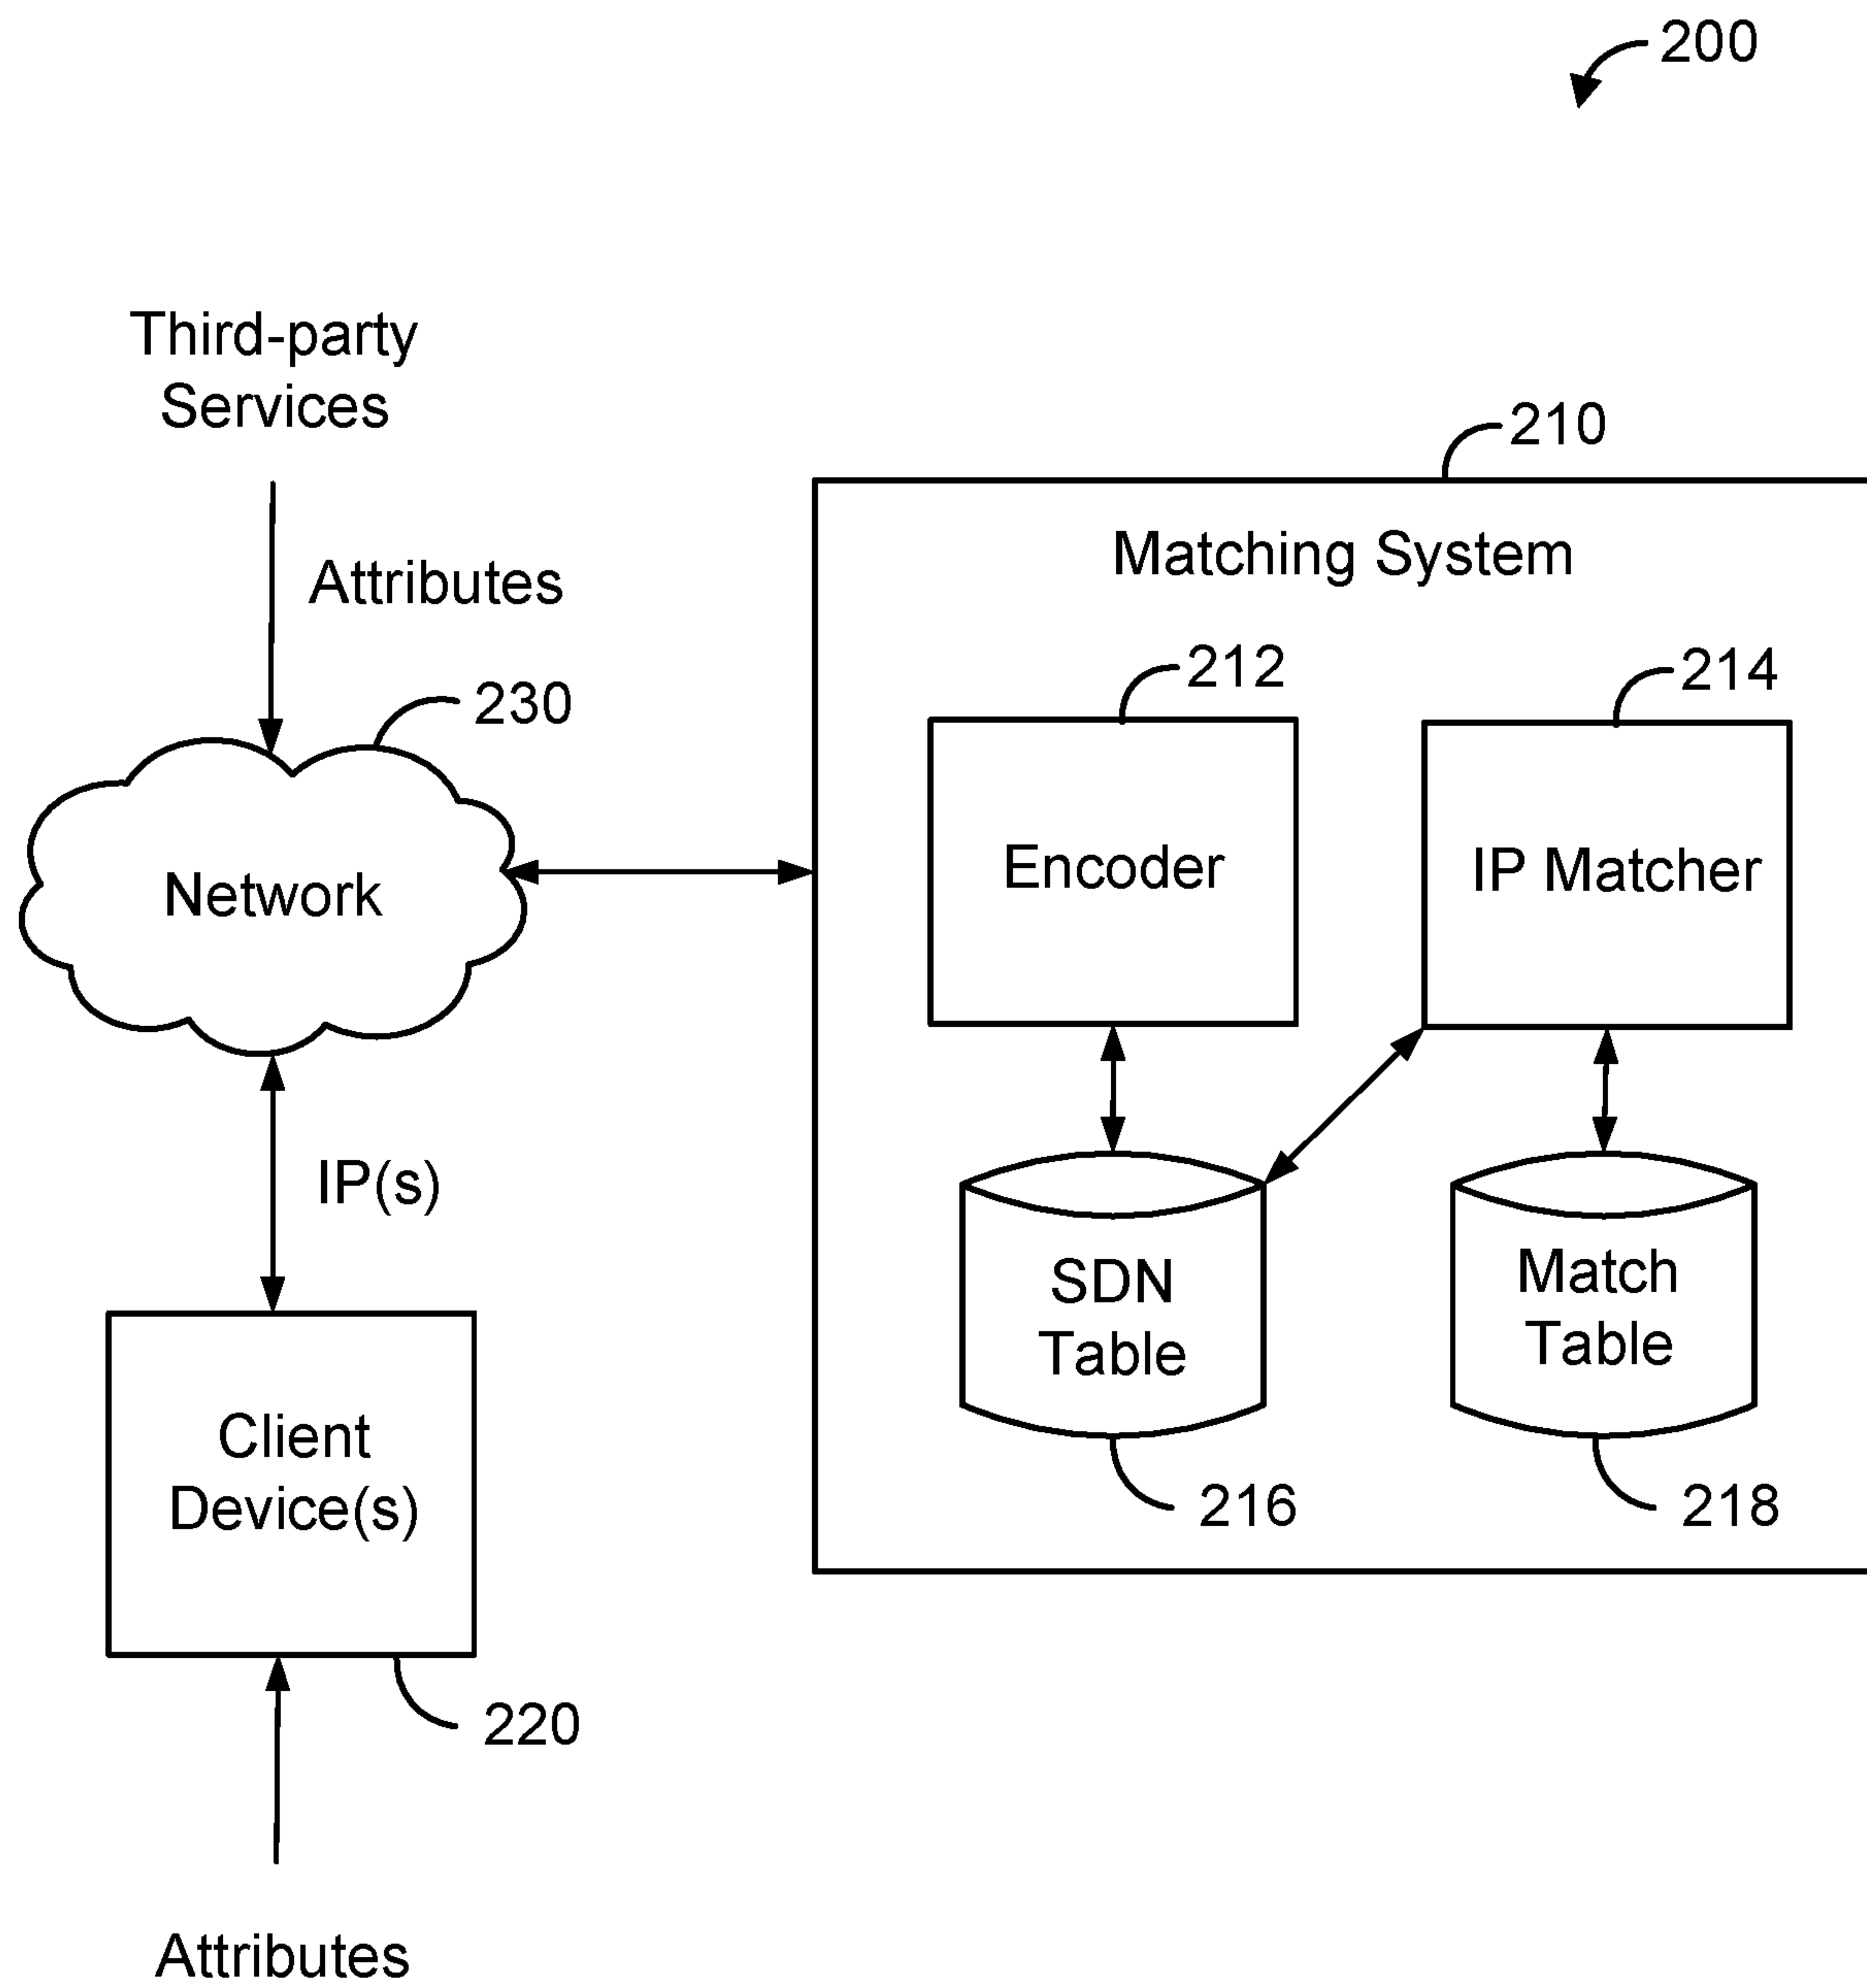 200
Third-party
Services
210
Attributes
Matching System
230
212
214
Network
Encoder
IP Matcher
IP(s)
SDN
Table
Match
Table
Client
Device(s)
216
218
220
Attributes